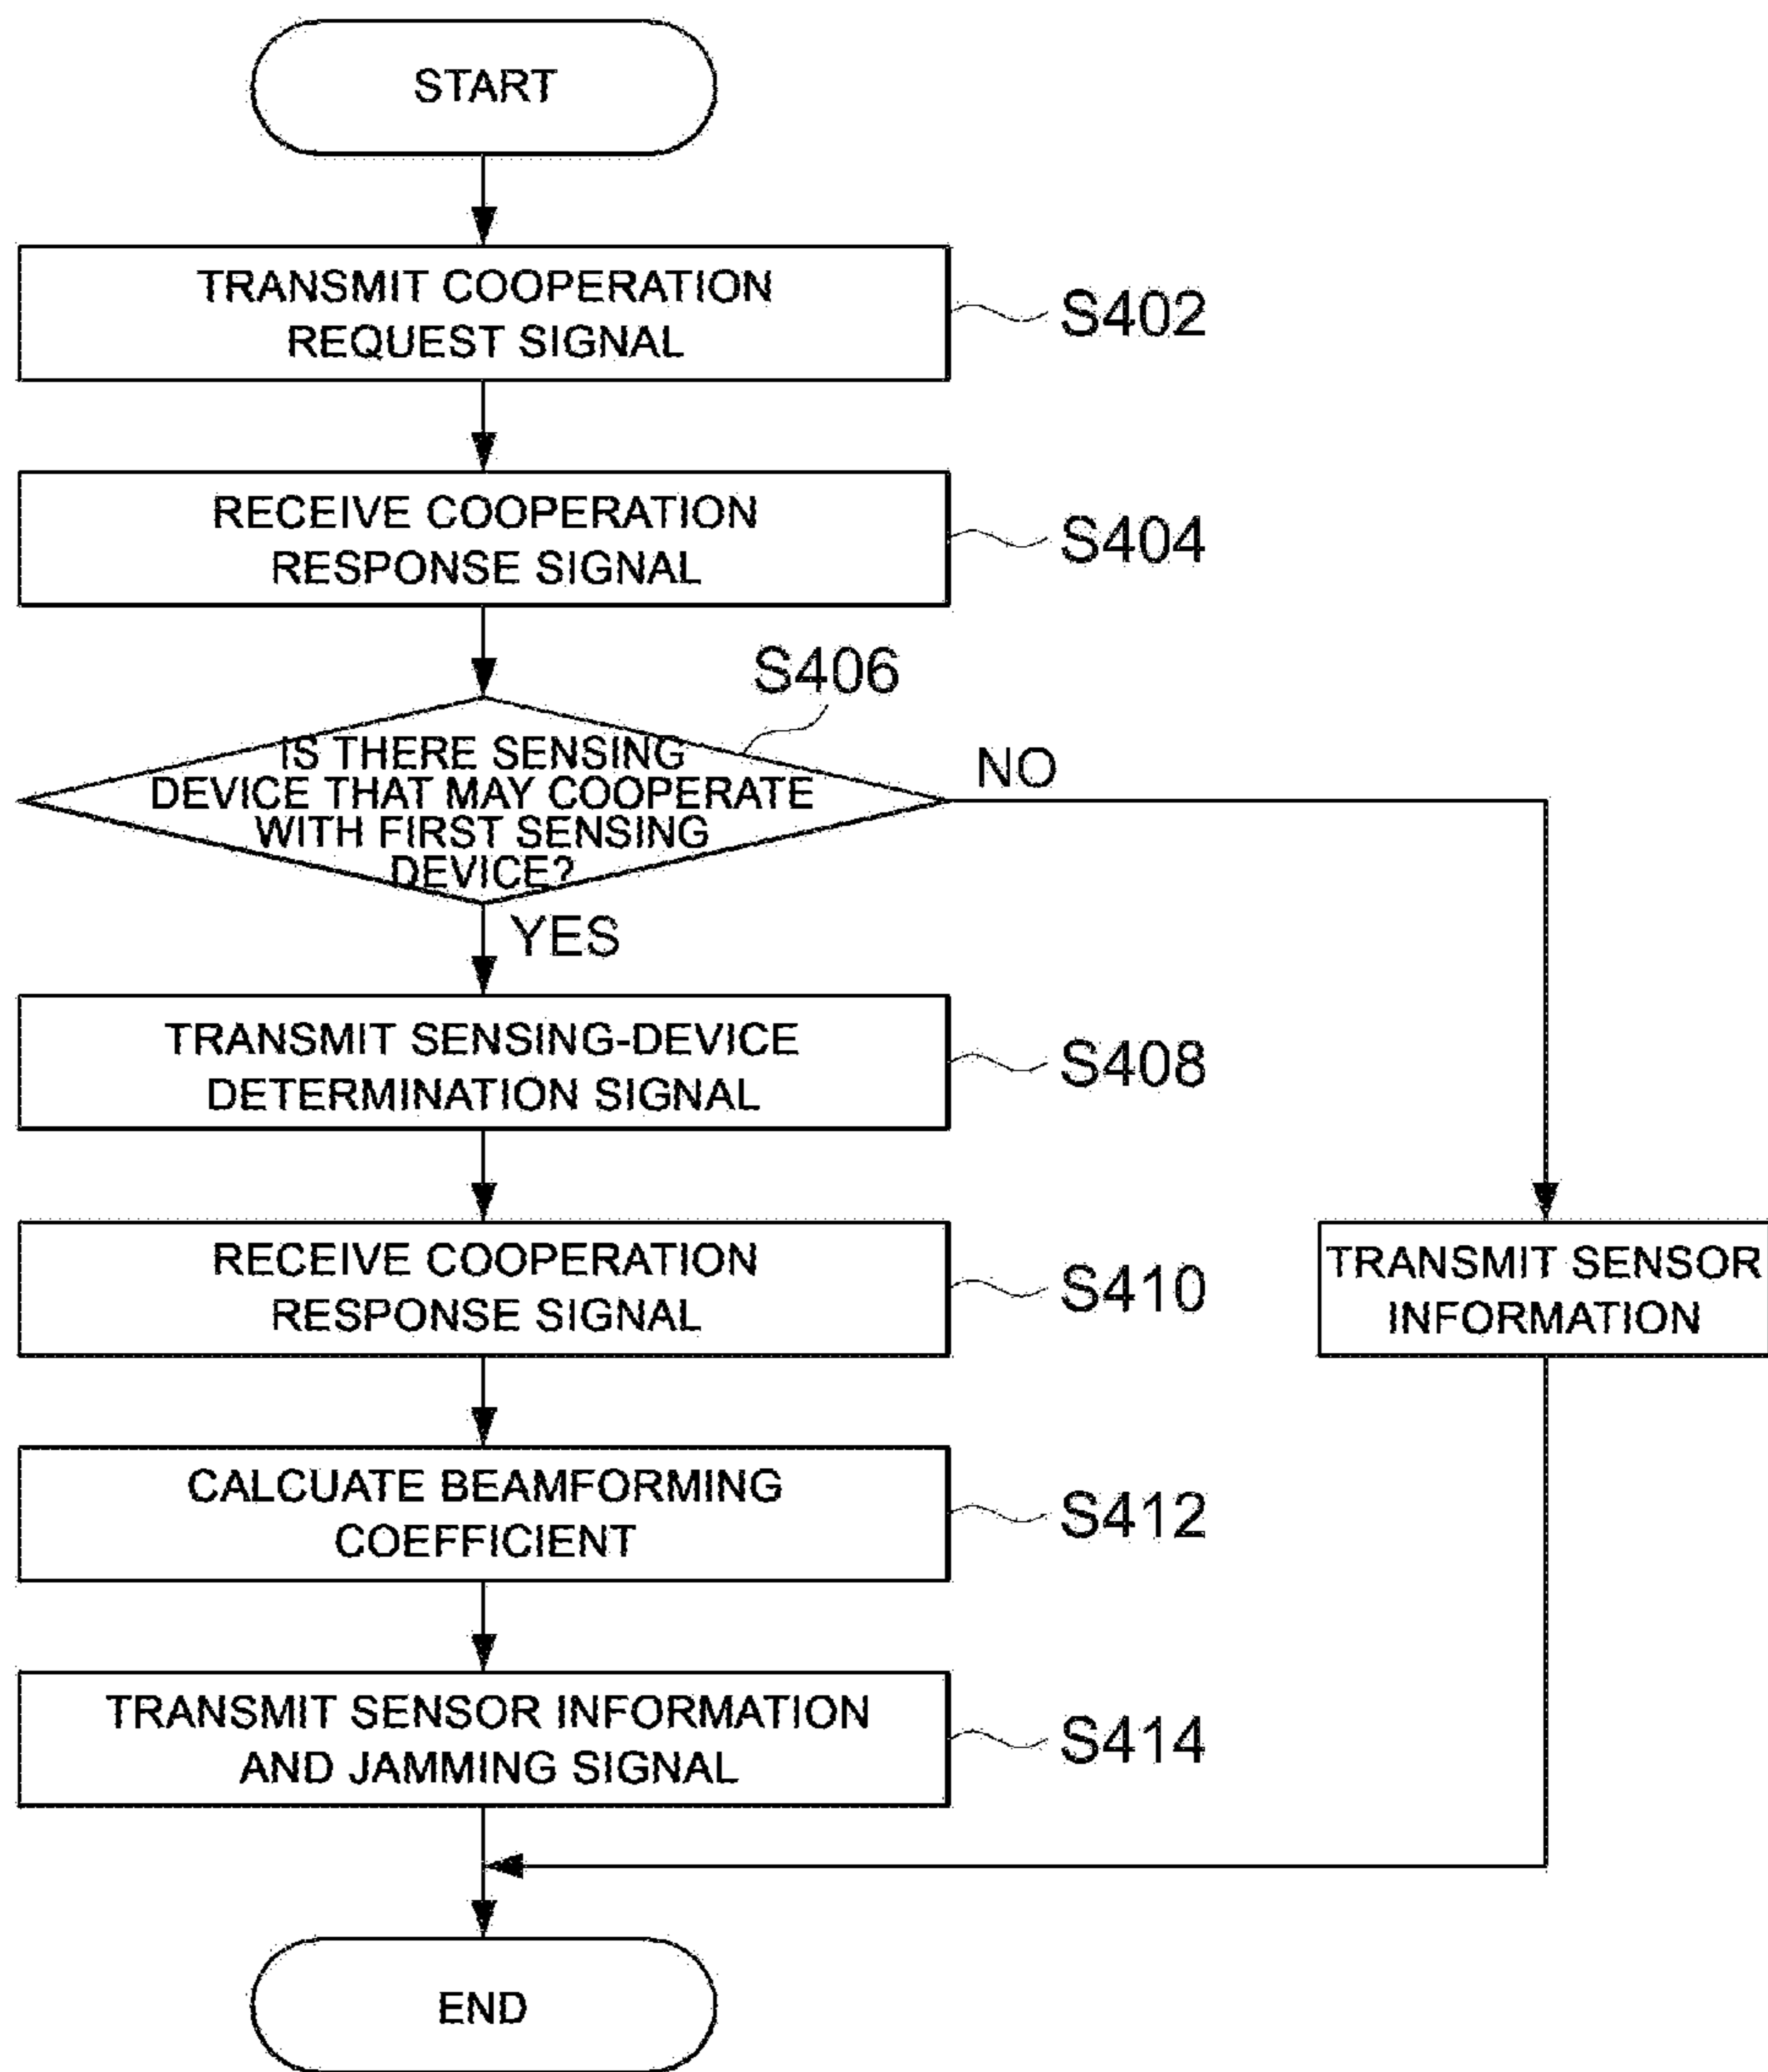 START
TRANSMIT COOPERATION
REQUEST SIGNAL
S402
RECEIVE COOPERATION
RESPONSE SIGNAL
S404
S406
IS THERE SENSING
DEVICE THAT MAY COOPERATE
WITH FIRST SENSING
DEVICE?
NO
YES
TRANSMIT SENSING-DEVICE
DETERMINATION SIGNAL
S408
RECEIVE COOPERATION
RESPONSE SIGNAL
S410
TRANSMIT SENSOR
INFORMATION
CALCUATE BEAMFORMING
COEFFICIENT
S412
TRANSMIT SENSOR INFORMATION
AND JAMMING SIGNAL
S414
END